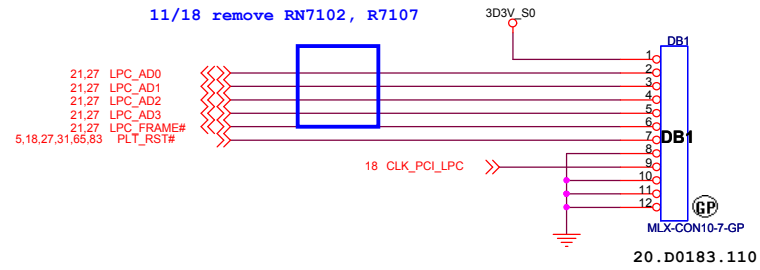 11/18 remove RN7102, R7107
3D3V_S0
DB1
21,27 LPC_AD0
21,27 LPC_AD1
21,27 LPC_AD2
21,27 LPC_AD3
21,27 LPC_FRAME#
5,18,27,31,65,83 PLT_RST#
18 CLK_PCI_LPC
1
2
3
4
5
6
7
8
9
10
11
12
DB1
GP
MLX-CON10-7-GP
20.D0183.110